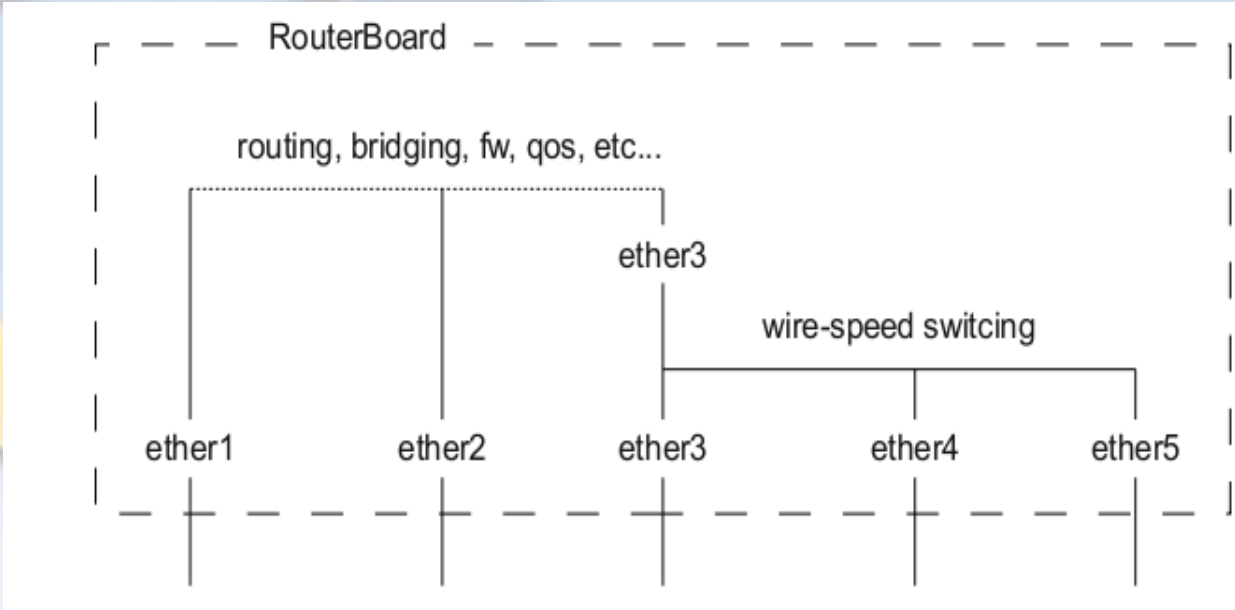 RouterBoard
routing, bridging, fw, qos, etc...
ether3
wire-speed switcing
ether1 ether2 ether3 ether4 ether5